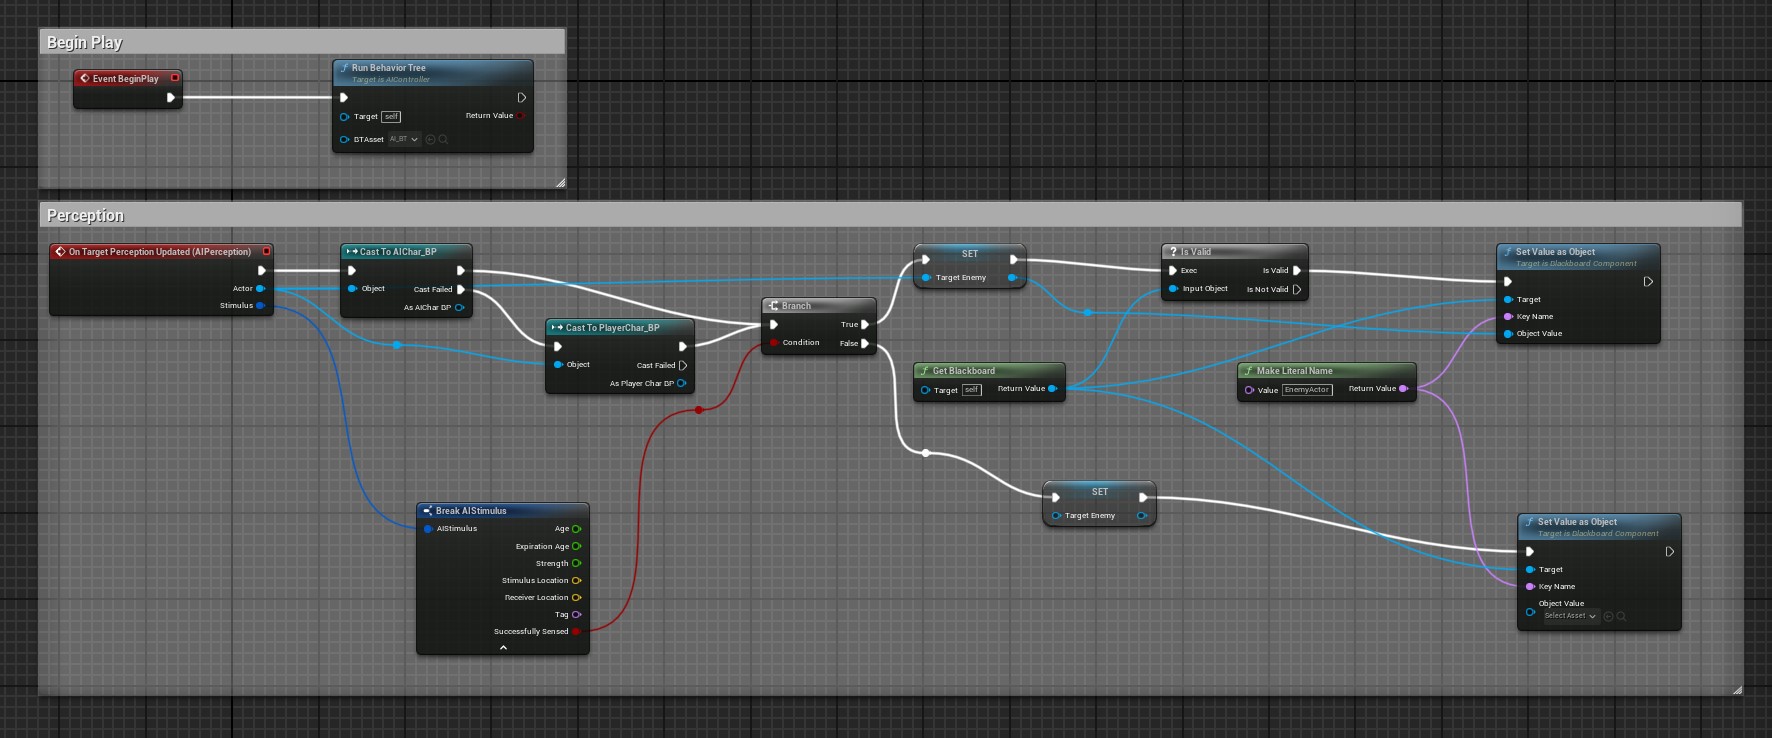 Begin Play
Event BeginPlay
Run Behavior Tree
Target is AIController
Target self
Return Value
BTAsset AI_BT
Perception
On Target Perception Updated (AIPerception)
Actor
Stimulus
Cast To AIChar_BP
Object
Cast Failed
As AIChar BP
Cast To PlayerChar_BP
Object
Cast Failed
As Player Char BP
Branch
True
Condition
False
SET
Target Enemy
Is Valid
Exec
Is Valid
Input Object
Is Not Valid
Set Value as Object
Target is Blackboard Component
Target
Key Name
Object Value
Get Blackboard
Target self
Return Value
Make Literal Name
Value EnemyActor
Return Value
Break AIStimulus
AIStimulus
Age
Expiration Age
Strength
Stimulus Location
Receiver Location
Tag
Successfully Sensed
SET
Target Enemy
Set Value as Object
Target is Blackboard Component
Target
Key Name
Object Value
Select Asset